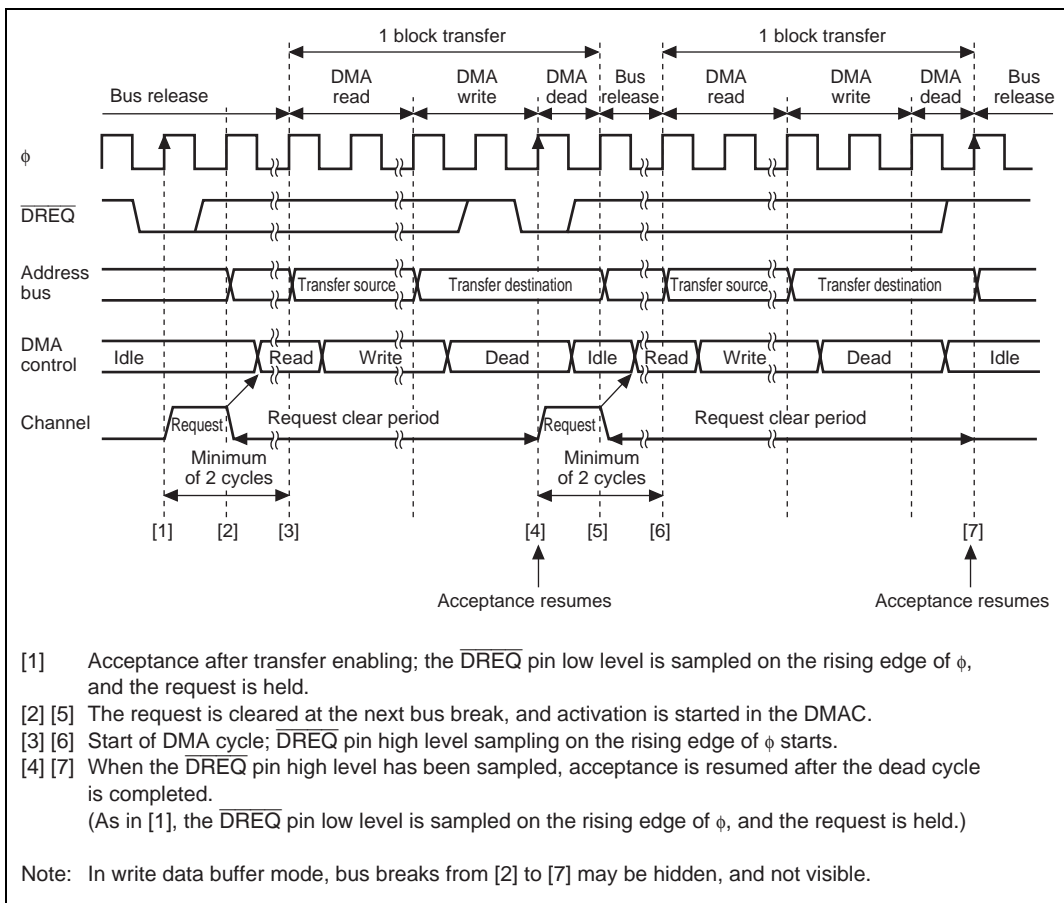 1 block transfer 1 block transfer
DMA DMA DMA Bus DMA DMA DMA Bus
Bus release read write dead release read write dead release
φ
DREQ
Address bus
Transfer source Transfer destination Transfer source Transfer destination
DMA control
Idle Read Write Dead Idle Read Write Dead Idle
Channel
Request Request clear period Request Request clear period
Minimum of 2 cycles Minimum of 2 cycles
[1] [2] [3] [4] [5] [6] [7]
Acceptance resumes Acceptance resumes
[1] Acceptance after transfer enabling; the DREQ pin low level is sampled on the rising edge of φ,
and the request is held.
[2] [5] The request is cleared at the next bus break, and activation is started in the DMAC.
[3] [6] Start of DMA cycle; DREQ pin high level sampling on the rising edge of φ starts.
[4] [7] When the DREQ pin high level has been sampled, acceptance is resumed after the dead cycle
is completed.
(As in [1], the DREQ pin low level is sampled on the rising edge of φ, and the request is held.)
Note: In write data buffer mode, bus breaks from [2] to [7] may be hidden, and not visible.